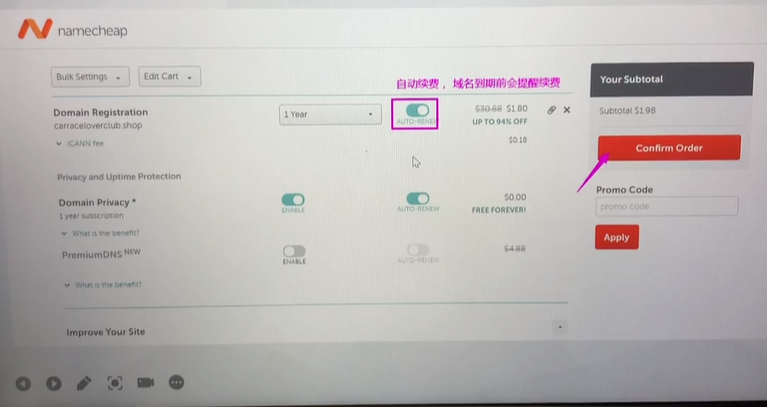 namecheap
Bulk Settings
Edit Cart
自动续费，域名到期前会提醒续费
Your Subtotal
Domain Registration
1 Year
$30.88 $1.80
Subtotal $1.98
carraceloverclub.shop
AUTO-RENEW
UP TO 94% OFF
ICANN fee
$0.18
Confirm Order
Privacy and Uptime Protection
Promo Code
Domain Privacy *
$0.00
promo code
1 year subscription
ENABLE
AUTO-RENEW
FREE FOREVER!
What is the benefit?
Apply
PremiumDNS NEW
$4.88
ENABLE
AUTO-RENEW
What is the benefit?
Improve Your Site